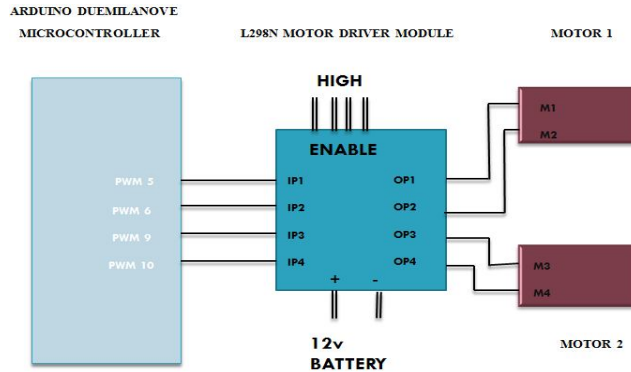 ARDUINO DUEMILANOVE
MICROCONTROLLER
L298N MOTOR DRIVER MODULE
MOTOR 1
HIGH
ENABLE
PWM 5
PWM 6
PWM 9
PWM 10
IP1
IP2
IP3
IP4
OP1
OP2
OP3
OP4
+ -
M1
M2
M3
M4
12v
BATTERY
MOTOR 2